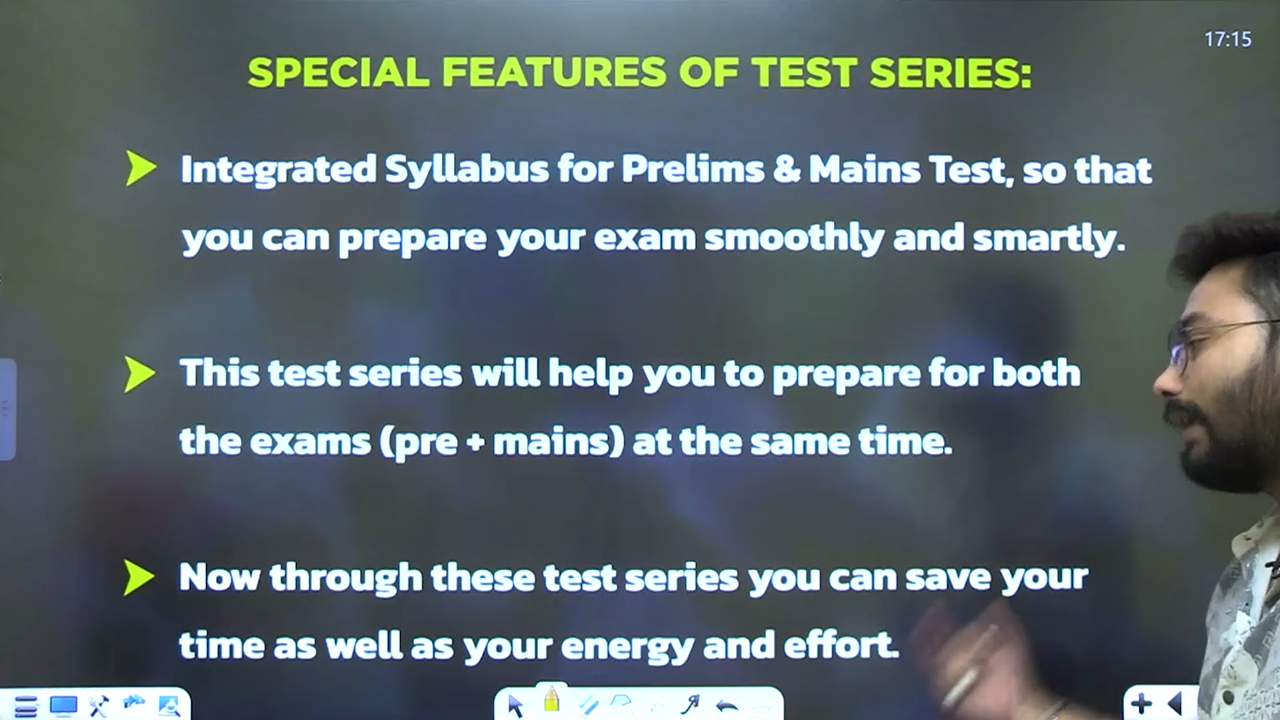 17:15
SPECIAL FEATURES OF TEST SERIES:
Integrated Syllabus for Prelims & Mains Test, so that
you can prepare your exam smoothly and smartly.
This test series will help you to prepare for both
the exams (pre + mains) at the same time.
Now through these test series you can save your
time as well as your energy and effort.